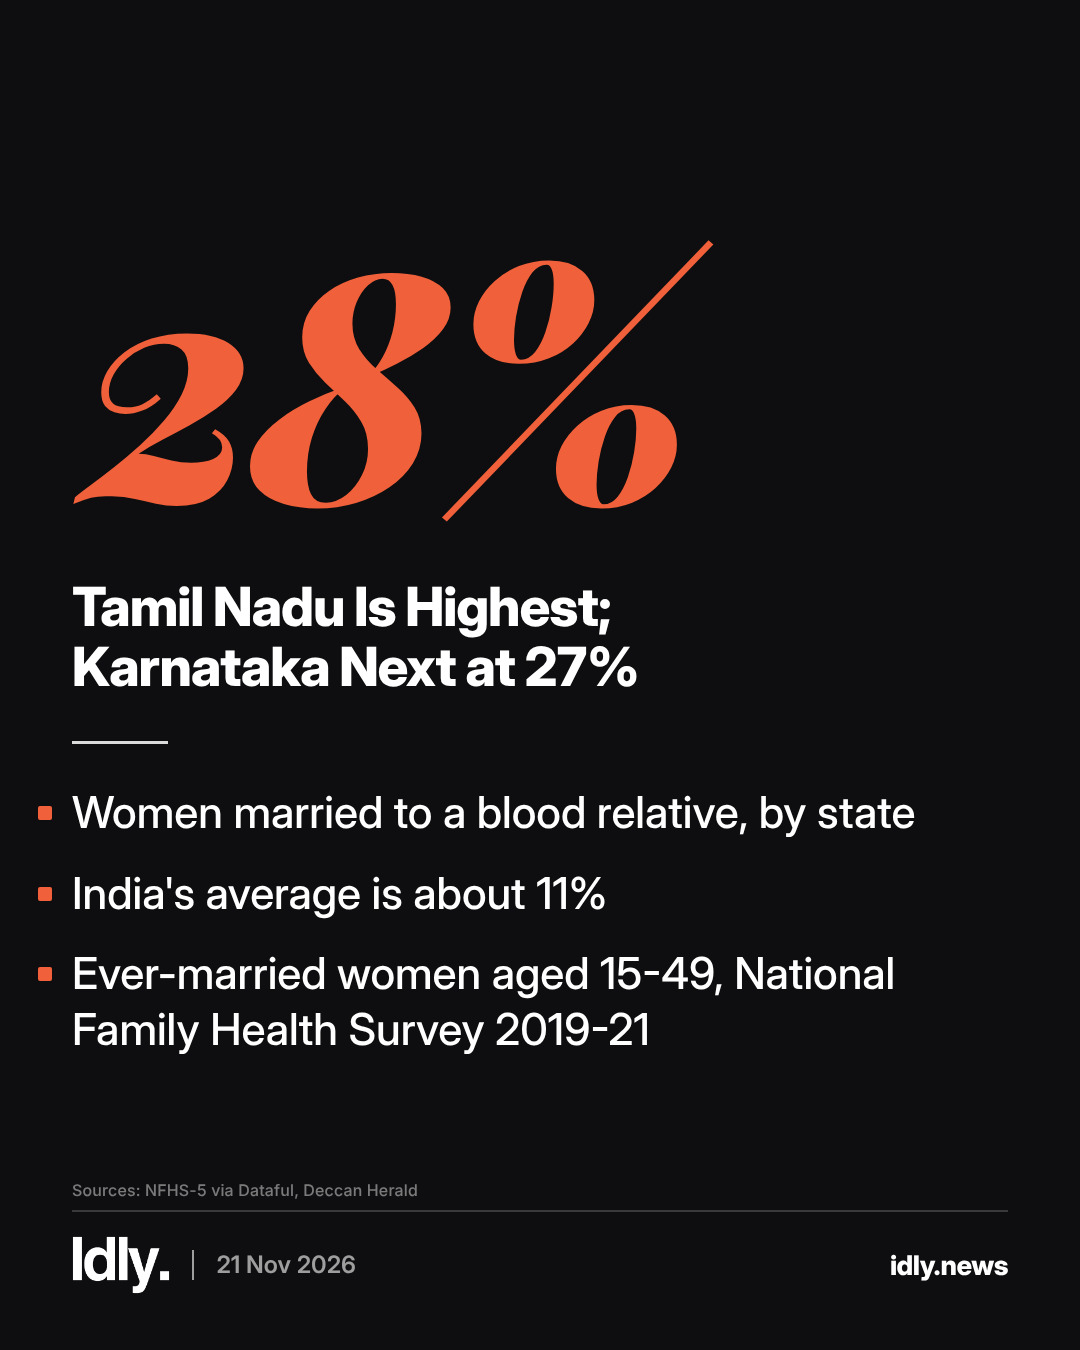 28%
Tamil Nadu Is Highest;
Karnataka Next at 27%
Women married to a blood relative, by state
India's average is about 11%
Ever-married women aged 15-49, National
Family Health Survey 2019-21
Sources: NFHS-5 via Dataful, Deccan Herald
Idly. | 21 Nov 2026
idly.news